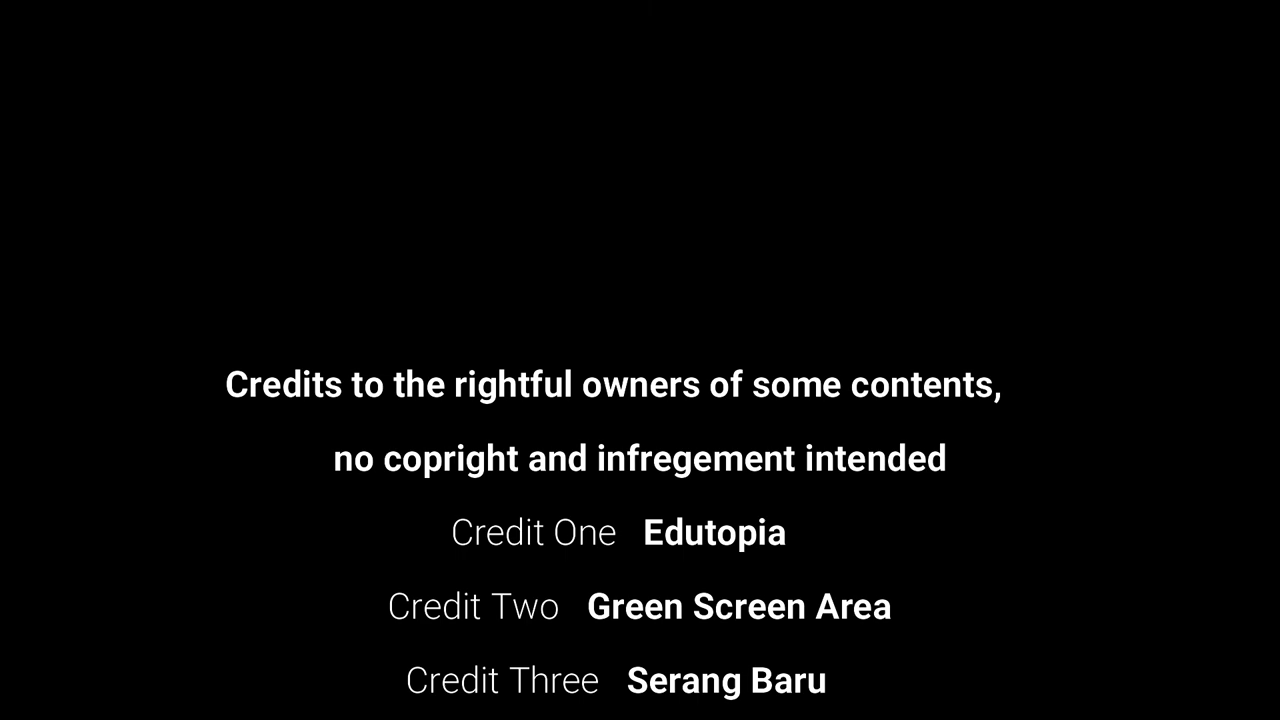 Credits to the rightful owners of some contents,
no copright and infregement intended
Credit One Edutopia
Credit Two Green Screen Area
Credit Three Serang Baru